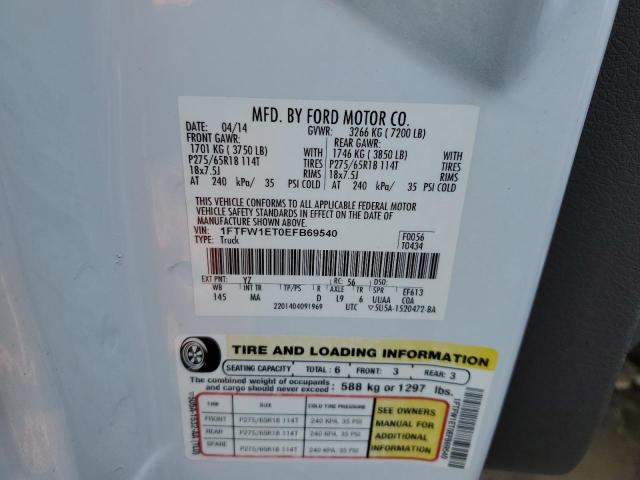 MFD. BY FORD MOTOR CO.
DATE: 04/14 GVWR: 3266 KG ( 7200 LB)
FRONT GAWR: REAR GAWR:
1701 KG ( 3750 LB) WITH 1746 KG ( 3850 LB) WITH
P275/65R18 114T TIRES P275/65R18 114T TIRES
18x7.5J RIMS 18x7.5J RIMS
AT 240 kPa/ 35 PSI COLD AT 240 kPa/ 35 PSI COLD
THIS VEHICLE CONFORMS TO ALL APPLICABLE FEDERAL MOTOR
VEHICLE SAFETY STANDARDS IN EFFECT ON THE DATE OF
MANUFACTURE SHOWN ABOVE.
VIN: 1FTFW1ET0EFB69540 F0056
TYPE: Truck T0434
EXT PNT: YZ RC: 56 DSO:
WB INT TR TP/PS R AXLE TR SPR EF613
145 MA D L9 6 UUAA COA
2201404091969 UTC 5U5A-1520472-BA
TIRE AND LOADING INFORMATION
SEATING CAPACITY TOTAL : 6 FRONT: 3 REAR: 3
The combined weight of occupants
and cargo should never exceed : 588 kg or 1297 lbs.
TIRE SIZE COLD TIRE PRESSURE
FRONT P275/65R18 114T 240 KPA, 35 PSI
REAR P275/65R18 114T 240 KPA, 35 PSI
SPARE P275/65R18 114T 240 KPA, 35 PSI
SEE OWNERS
MANUAL FOR
ADDITIONAL
INFORMATION
1FTFW1ET0EFB69540